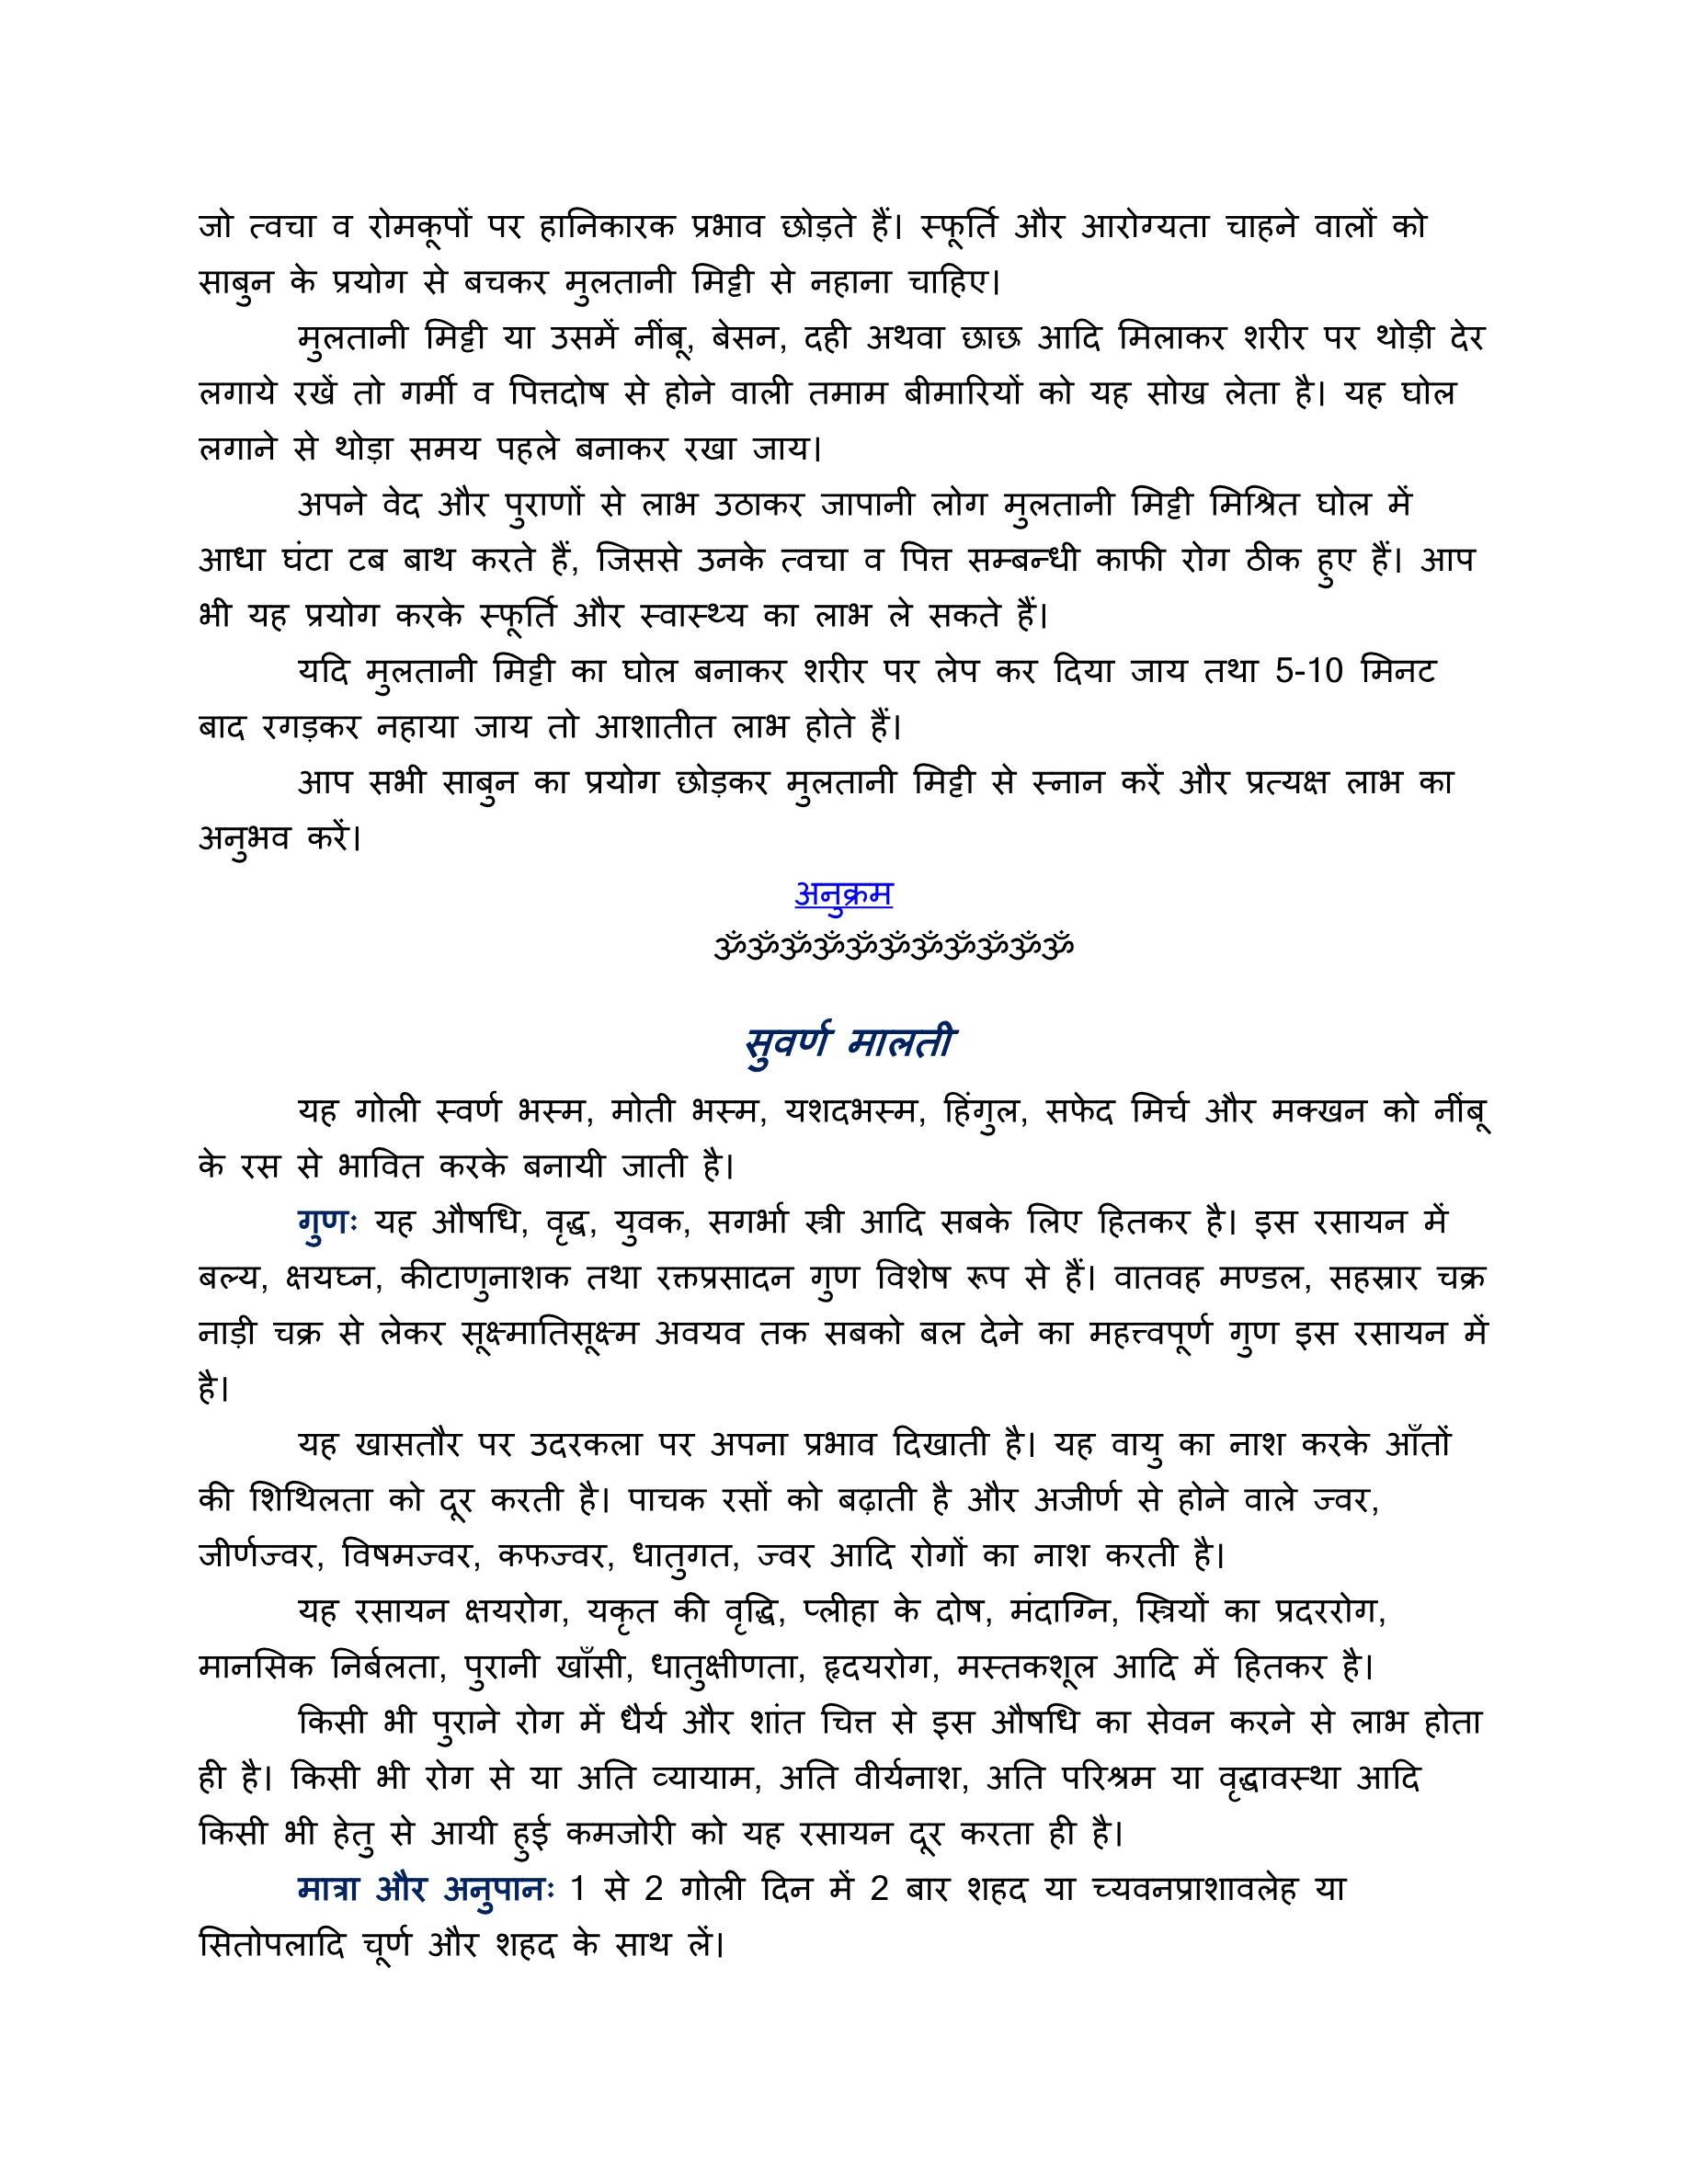 जो त्वचा व रोमकूपों पर हानिकारक प्रभाव छोड़ते हैं। स्फूर्ति और आरोग्यता चाहने वालों को
साबुन के प्रयोग से बचकर मुलतानी मिट्टी से नहाना चाहिए।
मुलतानी मिट्टी या उसमें नींबू, बेसन, दही अथवा छाछ आदि मिलाकर शरीर पर थोड़ी देर
लगाये रखें तो गर्मी व पित्तदोष से होने वाली तमाम बीमारियों को यह सोख लेता है। यह घोल
लगाने से थोड़ा समय पहले बनाकर रखा जाय।
अपने वेद और पुराणों से लाभ उठाकर जापानी लोग मुलतानी मिट्टी मिश्रित घोल में
आधा घंटा टब बाथ करते हैं, जिससे उनके त्वचा व पित्त सम्बन्धी काफी रोग ठीक हुए हैं। आप
भी यह प्रयोग करके स्फूर्ति और स्वास्थ्य का लाभ ले सकते हैं।
यदि मुलतानी मिट्टी का घोल बनाकर शरीर पर लेप कर दिया जाय तथा 5-10 मिनट
बाद रगड़कर नहाया जाय तो आशातीत लाभ होते हैं।
आप सभी साबुन का प्रयोग छोड़कर मुलतानी मिट्टी से स्नान करें और प्रत्यक्ष लाभ का
अनुभव करें।
अनुक्रम
ॐॐॐॐॐॐॐॐॐॐॐ
सुवर्ण मालती
यह गोली स्वर्ण भस्म, मोती भस्म, यशदभस्म, हिंगुल, सफेद मिर्च और मक्खन को नींबू
के रस से भावित करके बनायी जाती है।
गुणः यह औषधि, वृद्ध, युवक, सगर्भा स्त्री आदि सबके लिए हितकर है। इस रसायन में
बल्य, क्षयघ्न, कीटाणुनाशक तथा रक्तप्रसादन गुण विशेष रूप से हैं। वातवह मण्डल, सहस्रार चक्र
नाड़ी चक्र से लेकर सूक्ष्मातिसूक्ष्म अवयव तक सबको बल देने का महत्त्वपूर्ण गुण इस रसायन में
है।
यह खासतौर पर उदरकला पर अपना प्रभाव दिखाती है। यह वायु का नाश करके आँतों
की शिथिलता को दूर करती है। पाचक रसों को बढ़ाती है और अजीर्ण से होने वाले ज्वर,
जीर्णज्वर, विषमज्वर, कफज्वर, धातुगत, ज्वर आदि रोगों का नाश करती है।
यह रसायन क्षयरोग, यकृत की वृद्धि, प्लीहा के दोष, मंदाग्नि, स्त्रियों का प्रदररोग,
मानसिक निर्बलता, पुरानी खाँसी, धातुक्षीणता, हृदयरोग, मस्तकशूल आदि में हितकर है।
किसी भी पुराने रोग में धैर्य और शांत चित्त से इस औषधि का सेवन करने से लाभ होता
ही है। किसी भी रोग से या अति व्यायाम, अति वीर्यनाश, अति परिश्रम या वृद्धावस्था आदि
किसी भी हेतु से आयी हुई कमजोरी को यह रसायन दूर करता ही है।
मात्रा और अनुपानः 1 से 2 गोली दिन में 2 बार शहद या च्यवनप्राशावलेह या
सितोपलादि चूर्ण और शहद के साथ लें।